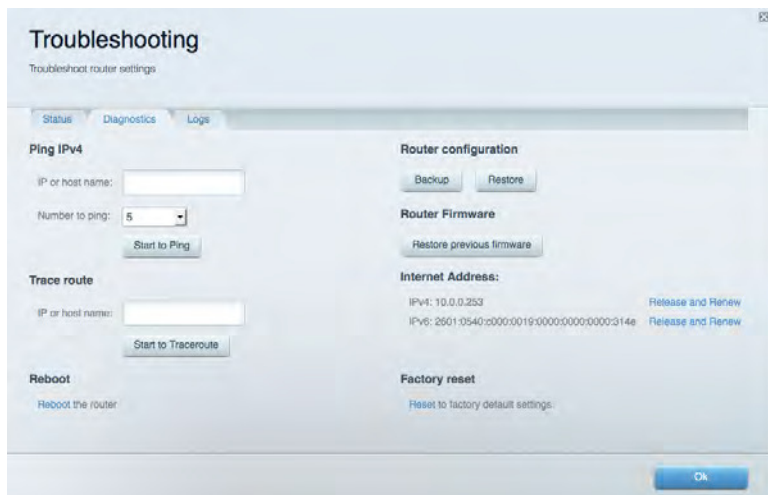 Troubleshooting
Troubleshoot router settings
Status Diagnostics Logs
Ping IPv4
IP or host name:
Number to ping: 5
Start to Ping
Trace route
IP or host name:
Start to Traceroute
Reboot
Reboot the router
Router configuration
Backup Restore
Router Firmware
Restore previous firmware
Internet Address:
IPv4: 10.0.0.253 Release and Renew
IPv6: 2601:0540:c000:0019:0000:0000:0000:314e Release and Renew
Factory reset
Reset to factory default settings.
Ok